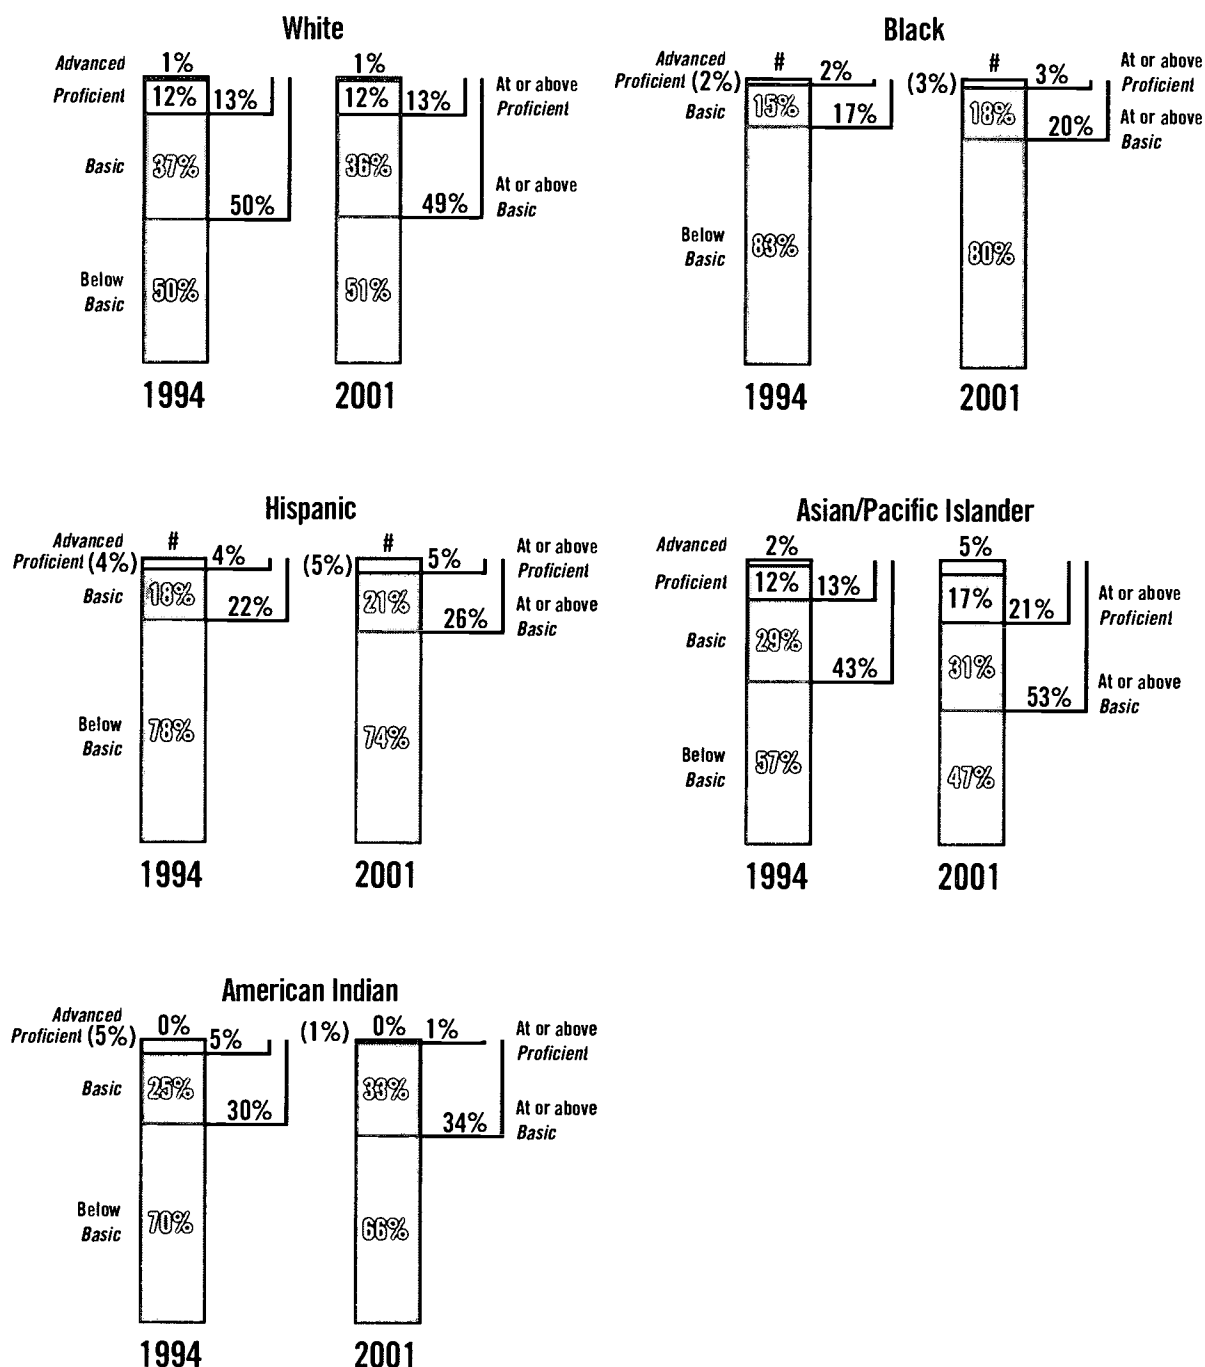 White
Advanced 1% 1%
Proficient 12% 13% 12% 13% At or above
Proficient
Basic 37% 36%
50% 49% At or above
Basic
Below
Basic 50% 51%
1994 2001
Black
Advanced # 2% # 3% At or above
Proficient (2%) (3%) Proficient
Basic 15% 17% 18% 20% At or above
Basic
Below
Basic 83% 80%
1994 2001
Hispanic
Advanced # 4% # 5% At or above
Proficient (4%) (5%) Proficient
Basic 18% 22% 21% 26% At or above
Basic
Below
Basic 78% 74%
1994 2001
Asian/Pacific Islander
Advanced 2% 5%
Proficient 12% 13% 17% 21% At or above
Proficient
Basic 29% 43% 31% 53% At or above
Basic
Below
Basic 57% 47%
1994 2001
American Indian
Advanced 0% 5% 0% 1% At or above
Proficient (5%) (1%) Proficient
Basic 25% 30% 33% 34% At or above
Basic
Below
Basic 70% 66%
1994 2001